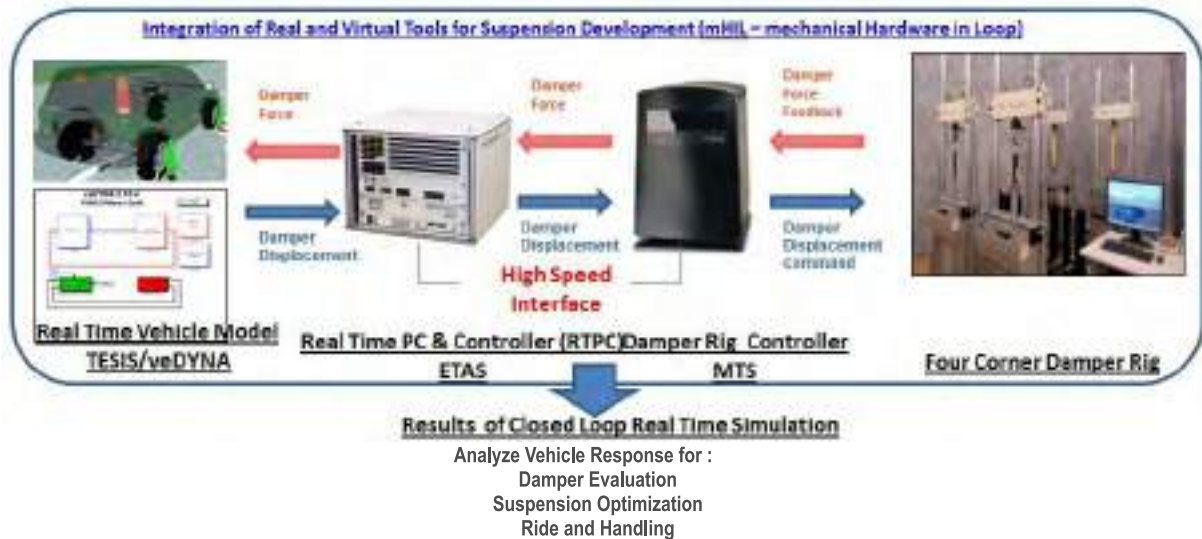 Integration of Real and Virtual Tools for Suspension Development (mHIL – mechanical Hardware in Loop)
Damper
Force
Damper
Force
Damper
Force
Feedback
Damper
Displacement
Damper
Displacement
Damper
Displacement
Command
High Speed
Interface
Real Time Vehicle Model
TESIS/veDYNA
Real Time PC & Controller (RTPC)
ETAS
Damper Rig Controller
MTS
Four Corner Damper Rig
Results of Closed Loop Real Time Simulation
Analyze Vehicle Response for :
Damper Evaluation
Suspension Optimization
Ride and Handling